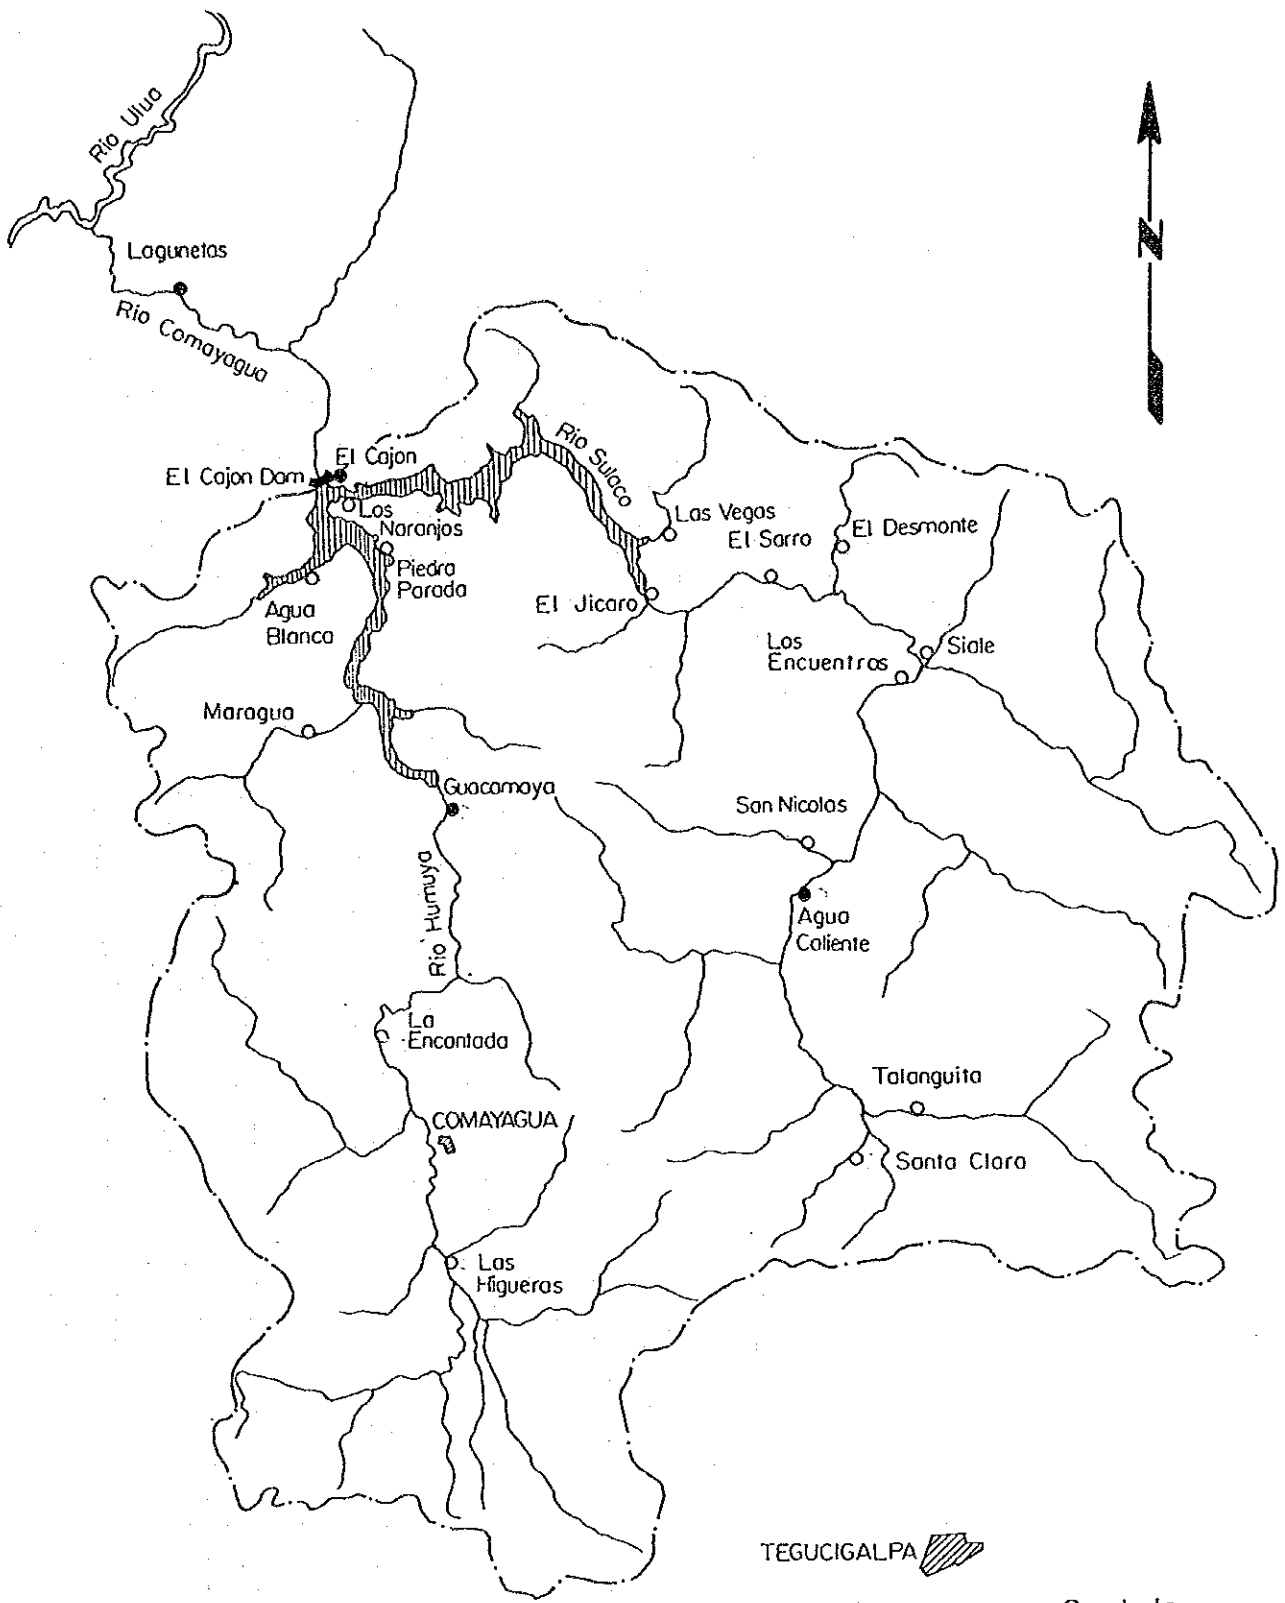 Rio Ulua
N
Lagunetas
Rio Comayagua
Rio Sulaco
El Cajon
El Cajon Dam
Los
Naranjos
Las Vegas
El Sarro
El Desmonte
Piedra
Parada
El Jicaro
Agua
Blanca
Los
Encuentros
Siale
Maragua
Guacamaya
San Nicolas
Rio Humuya
Agua
Caliente
La
Encantada
Talanguita
COMAYAGUA
Santa Clara
Las
Higueras
TEGUCIGALPA